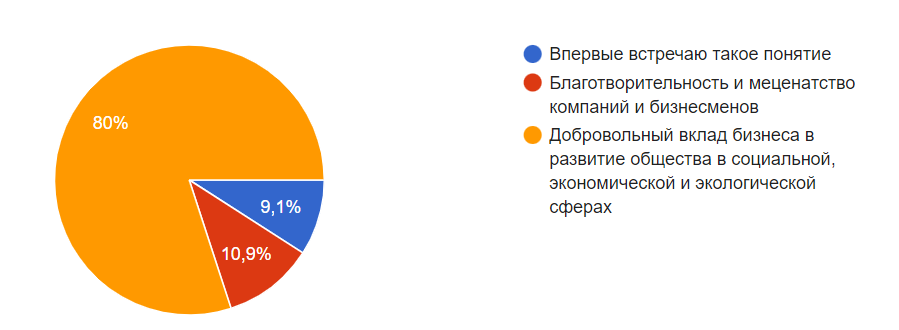 80%
9,1%
10,9%
Впервые встречаю такое понятие
Благотворительность и меценатство
компаний и бизнесменов
Добровольный вклад бизнеса в
развитие общества в социальной,
экономической и экологической
сферах